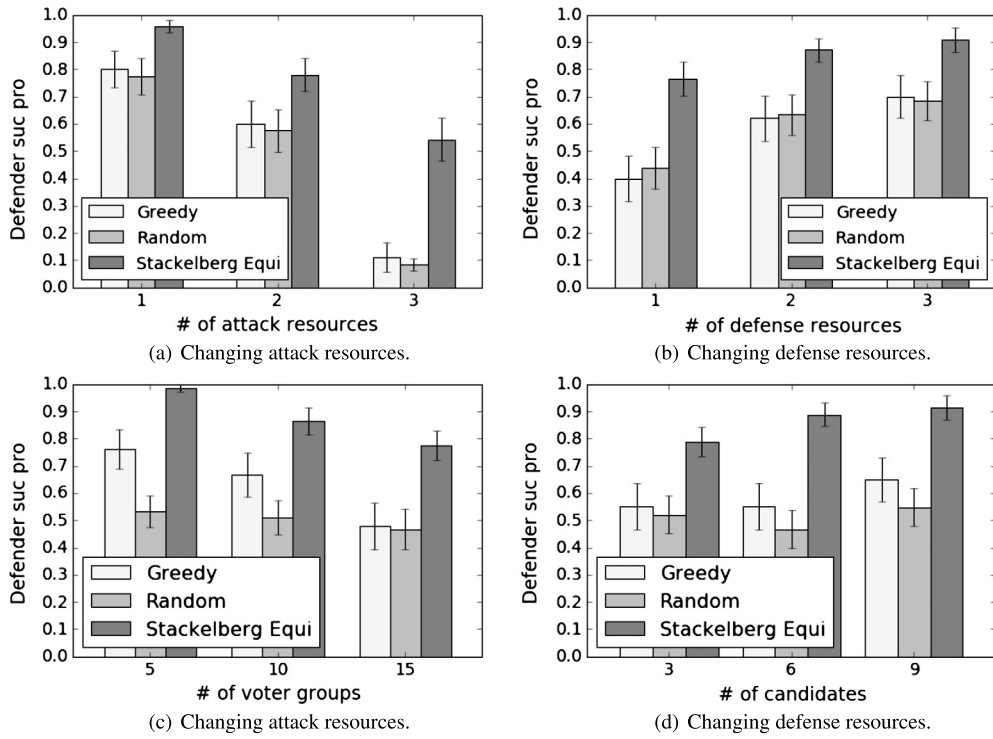 1.0
0.9
0.8
0.7
0.6
0.5
0.4
0.3
0.2
0.1
0.0
Defender suc pro
Greedy
Random
Stackelberg Equi
1 2 3
# of attack resources
(a) Changing attack resources.
1.0
0.9
0.8
0.7
0.6
0.5
0.4
0.3
0.2
0.1
0.0
Defender suc pro
Greedy
Random
Stackelberg Equi
1 2 3
# of defense resources
(b) Changing defense resources.
1.0
0.9
0.8
0.7
0.6
0.5
0.4
0.3
0.2
0.1
0.0
Defender suc pro
Greedy
Random
Stackelberg Equi
5 10 15
# of voter groups
(c) Changing attack resources.
1.0
0.9
0.8
0.7
0.6
0.5
0.4
0.3
0.2
0.1
0.0
Defender suc pro
Greedy
Random
Stackelberg Equi
3 6 9
# of candidates
(d) Changing defense resources.